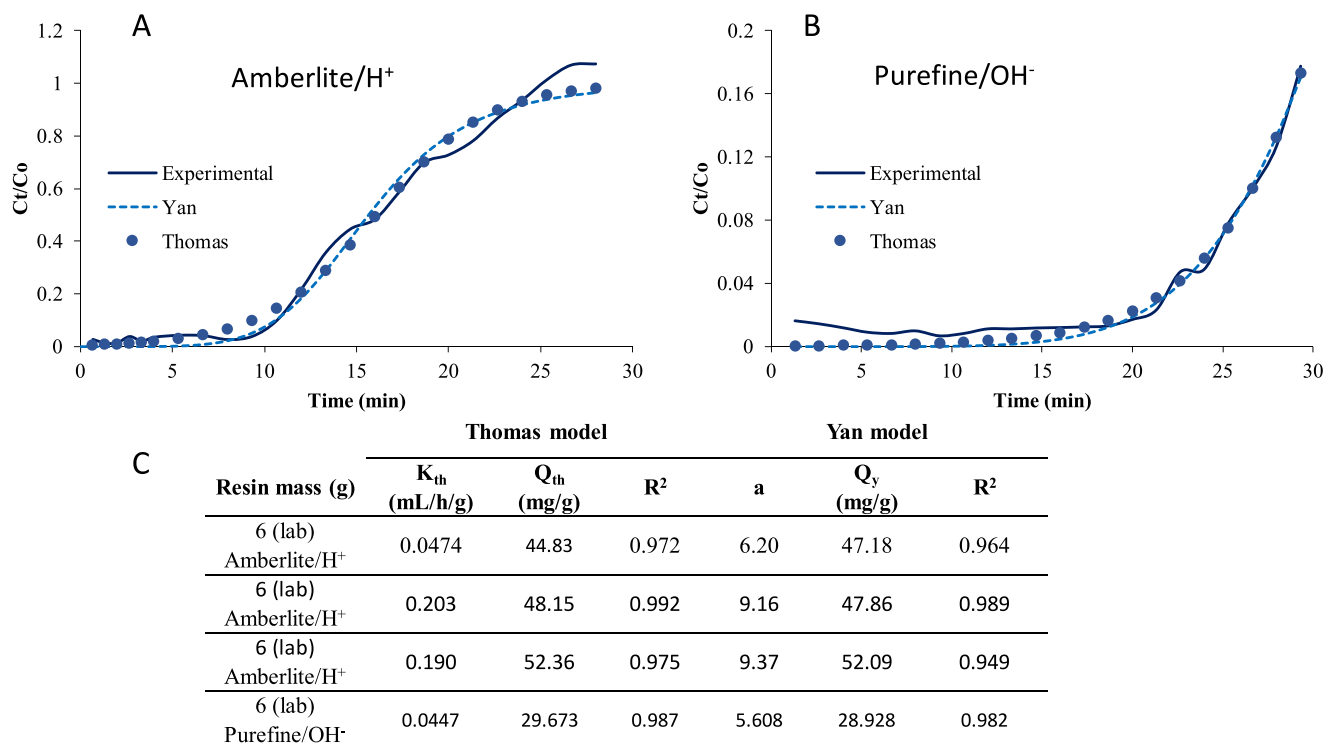 A
Amberlite/H⁺
1.2
1
0.8
0.6
0.4
0.2
0
Ct/Co
Experimental
Yan
Thomas
0 5 10 15 20 25 30
Time (min)
B
Purefine/OH⁻
0.2
0.16
0.12
0.08
0.04
0
Ct/Co
Experimental
Yan
Thomas
0 5 10 15 20 25 30
Time (min)
C
Thomas model Yan model
Resin mass (g) Kth (mL/h/g) Qth (mg/g) R² a Qy (mg/g) R²
6 (lab)
Amberlite/H⁺ 0.0474 44.83 0.972 6.20 47.18 0.964
6 (lab)
Amberlite/H⁺ 0.203 48.15 0.992 9.16 47.86 0.989
6 (lab)
Amberlite/H⁺ 0.190 52.36 0.975 9.37 52.09 0.949
6 (lab)
Purefine/OH⁻ 0.0447 29.673 0.987 5.608 28.928 0.982